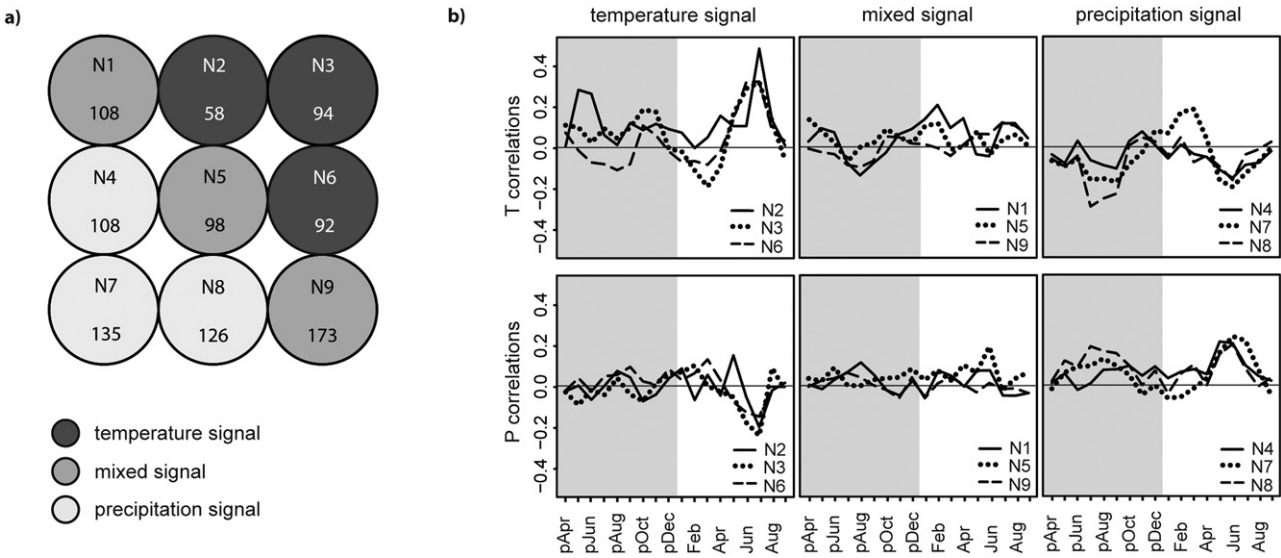 a)
N1
108
N2
58
N3
94
N4
108
N5
98
N6
92
N7
135
N8
126
N9
173
temperature signal
mixed signal
precipitation signal
b)
temperature signal
mixed signal
precipitation signal
T correlations
0.4
0.2
0.0
−0.2
−0.4
N2
N3
N6
N1
N5
N9
N4
N7
N8
P correlations
0.4
0.2
0.0
−0.2
−0.4
N2
N3
N6
N1
N5
N9
N4
N7
N8
pApr
pJun
pAug
pOct
pDec
Feb
Apr
Jun
Aug
pApr
pJun
pAug
pOct
pDec
Feb
Apr
Jun
Aug
pApr
pJun
pAug
pOct
pDec
Feb
Apr
Jun
Aug